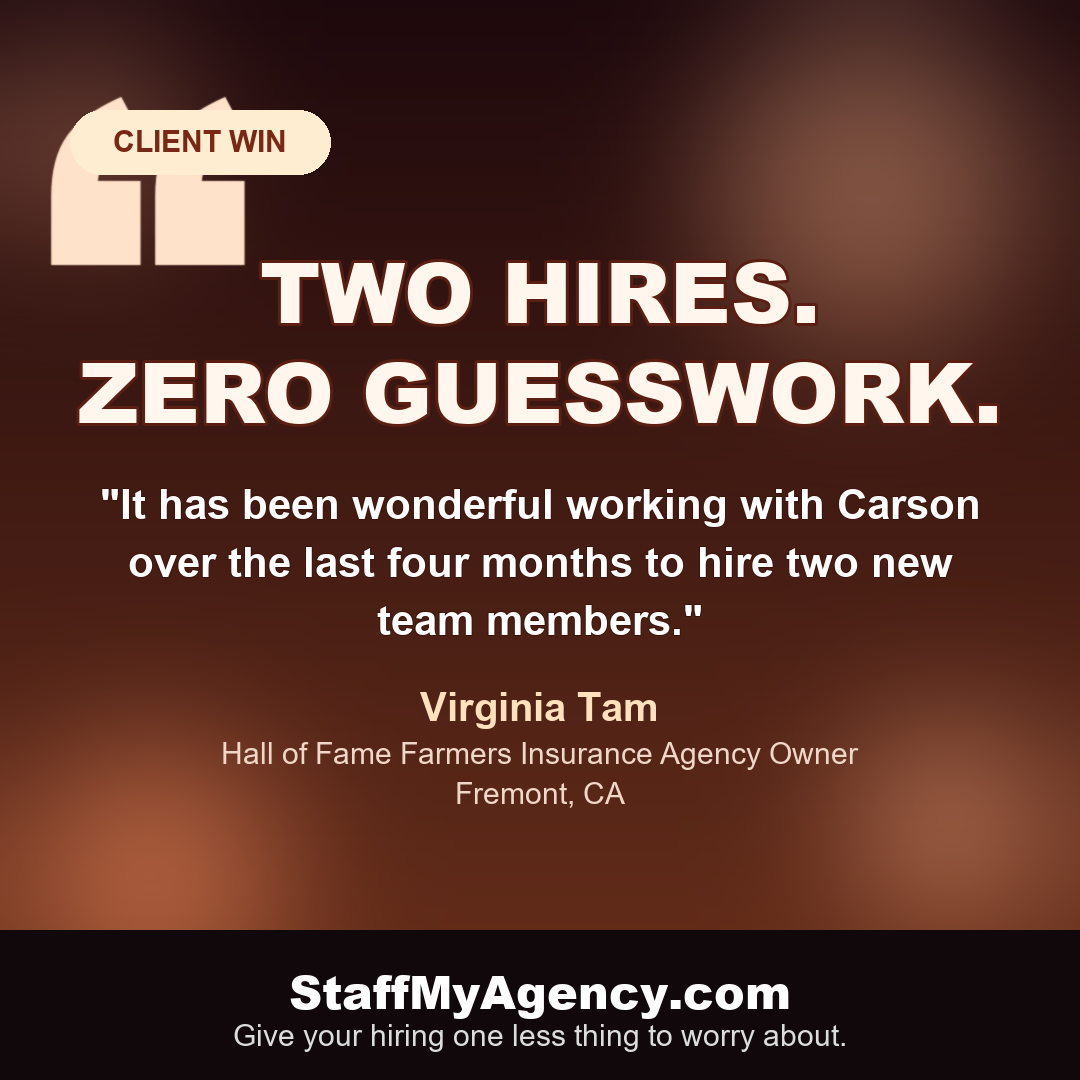 CLIENT WIN
TWO HIRES.
ZERO GUESSWORK.
"It has been wonderful working with Carson
over the last four months to hire two new
team members."
Virginia Tam
Hall of Fame Farmers Insurance Agency Owner
Fremont, CA
StaffMyAgency.com
Give your hiring one less thing to worry about.